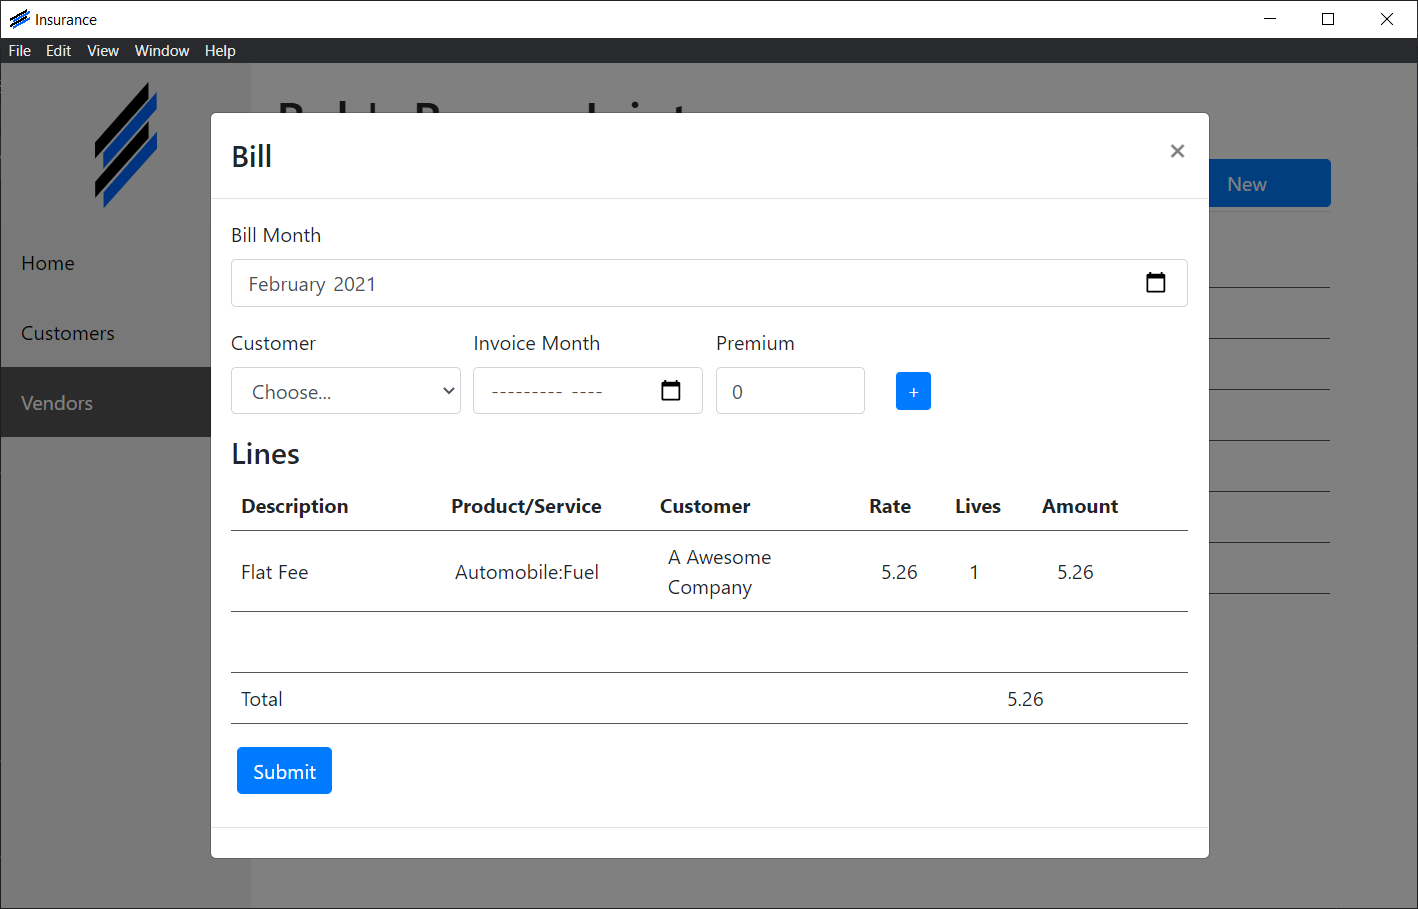 Insurance
File Edit View Window Help
Bill
×
New
Bill Month
February 2021
Home
Customers
Vendors
Customer Invoice Month Premium
Choose... --------- ---- 0 +
Lines
Description Product/Service Customer Rate Lives Amount
Flat Fee Automobile:Fuel A Awesome Company 5.26 1 5.26
Total 5.26
Submit